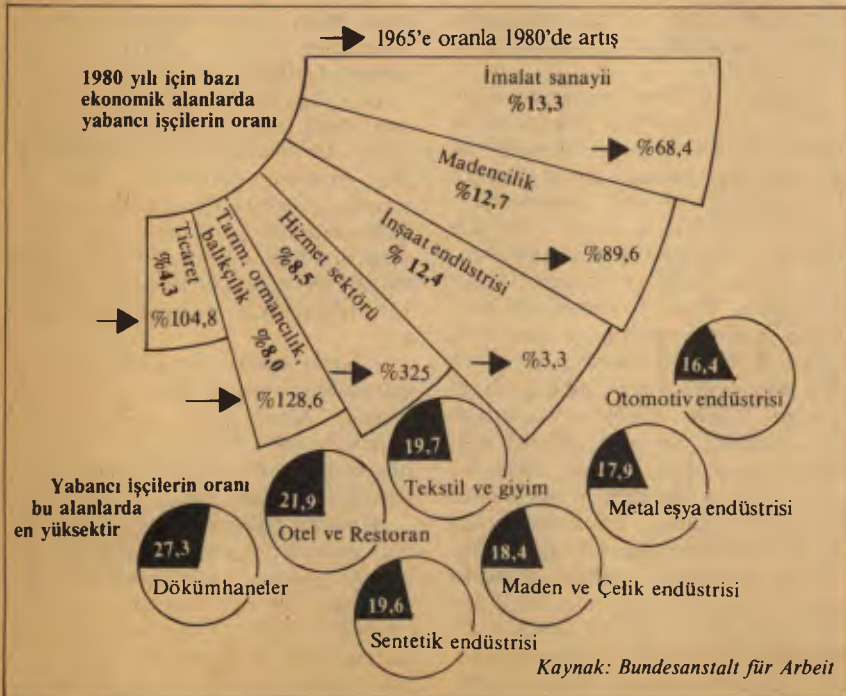 1965'e oranla 1980'de artış
1980 yılı için bazı
ekonomik alanlarda
yabancı işçilerin oranı
İmalat sanayii
%13,3
%68,4
Madencilik
%12,7
%89,6
İnşaat endüstrisi
% 12,4
%3,3
Hizmet sektörü
%8,5
%325
Tarım, ormancılık,
balıkçılık
%8,0
%128,6
Ticaret
%4,3
%104,8
16,4
Otomotiv endüstrisi
19,7
Tekstil ve giyim
17,9
Metal eşya endüstrisi
Yabancı işçilerin oranı
bu alanlarda
en yüksektir
21,9
Otel ve Restoran
27,3
Dökümhaneler
18,4
Maden ve Çelik endüstrisi
19,6
Sentetik endüstrisi
Kaynak: Bundesanstalt für Arbeit